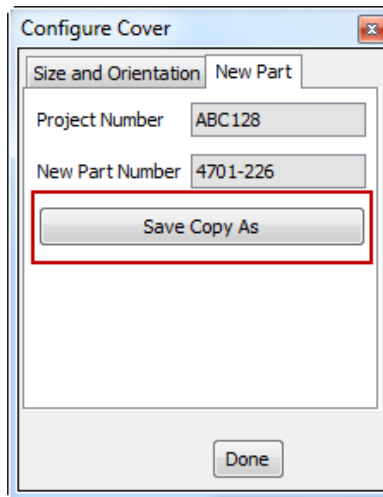 Configure Cover
Size and Orientation New Part
Project Number ABC128
New Part Number 4701-226
Save Copy As
Done